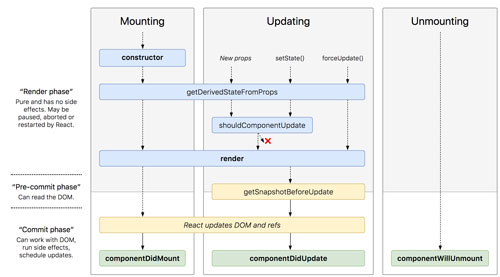 Mounting
Updating
Unmounting
constructor
New props
setState()
forceUpdate()
"Render phase"
Pure and has no side
effects. May be
paused, aborted or
restarted by React.
getDerivedStateFromProps
shouldComponentUpdate
render
"Pre-commit phase"
Can read the DOM.
getSnapshotBeforeUpdate
"Commit phase"
Can work with DOM,
run side effects,
schedule updates.
React updates DOM and refs
componentDidMount
componentDidUpdate
componentWillUnmount